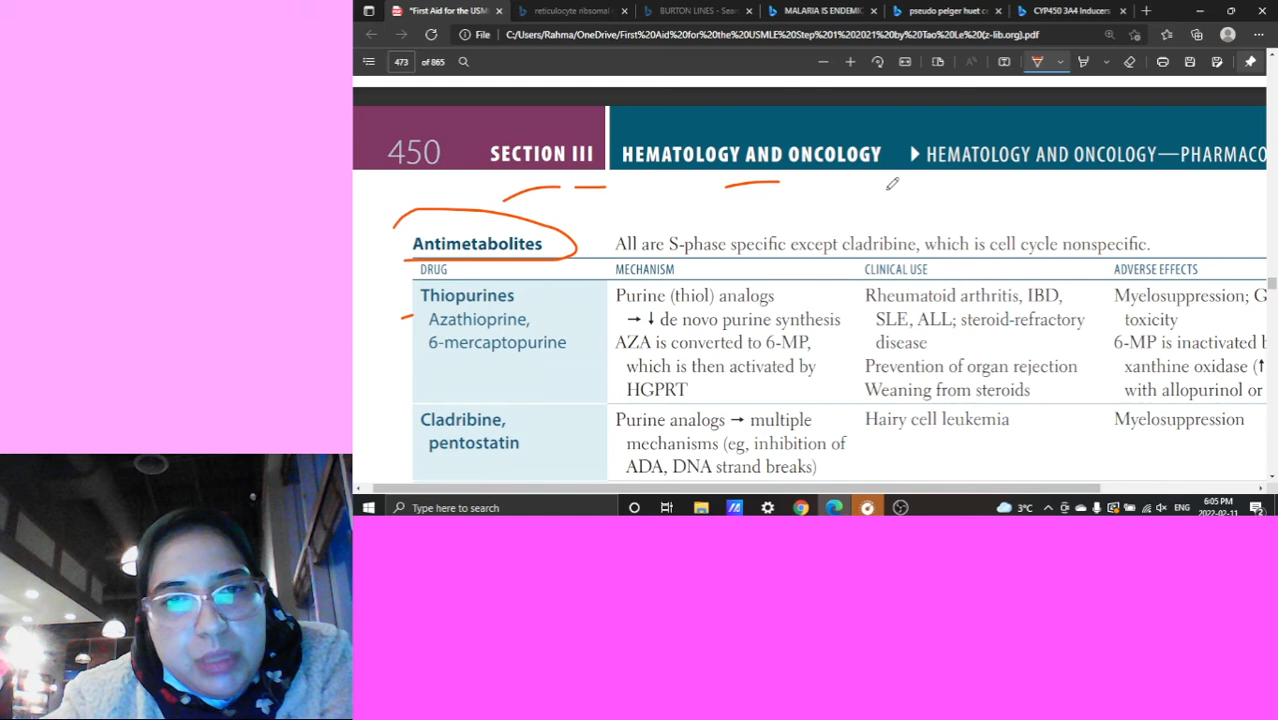 "First Aid for the USM
reticulocyte ribsomal
BURTON LINES - Sear
MALARIA IS ENDEMIC
pseudo pelger huet c
CYP450 3A4 Inducers
File C:/Users/Rahma/OneDrive/First%20Aid%20for%20the%20USMLE%20Step%201%202021%20by%20Tao%20Le%20(z-lib.org).pdf
473 of 865
450 SECTION III HEMATOLOGY AND ONCOLOGY HEMATOLOGY AND ONCOLOGY—PHARMACO
Antimetabolites All are S-phase specific except cladribine, which is cell cycle nonspecific.
DRUG MECHANISM CLINICAL USE ADVERSE EFFECTS
Thiopurines
Azathioprine,
6-mercaptopurine
Purine (thiol) analogs
→ ↓ de novo purine synthesis
AZA is converted to 6-MP,
which is then activated by
HGPRT
Rheumatoid arthritis, IBD,
SLE, ALL; steroid-refractory
disease
Prevention of organ rejection
Weaning from steroids
Myelosuppression; G
toxicity
6-MP is inactivated b
xanthine oxidase (↑
with allopurinol or
Cladribine,
pentostatin
Purine analogs → multiple
mechanisms (eg, inhibition of
ADA, DNA strand breaks)
Hairy cell leukemia
Myelosuppression
Type here to search
3°C
ENG
6:05 PM
2022-02-11